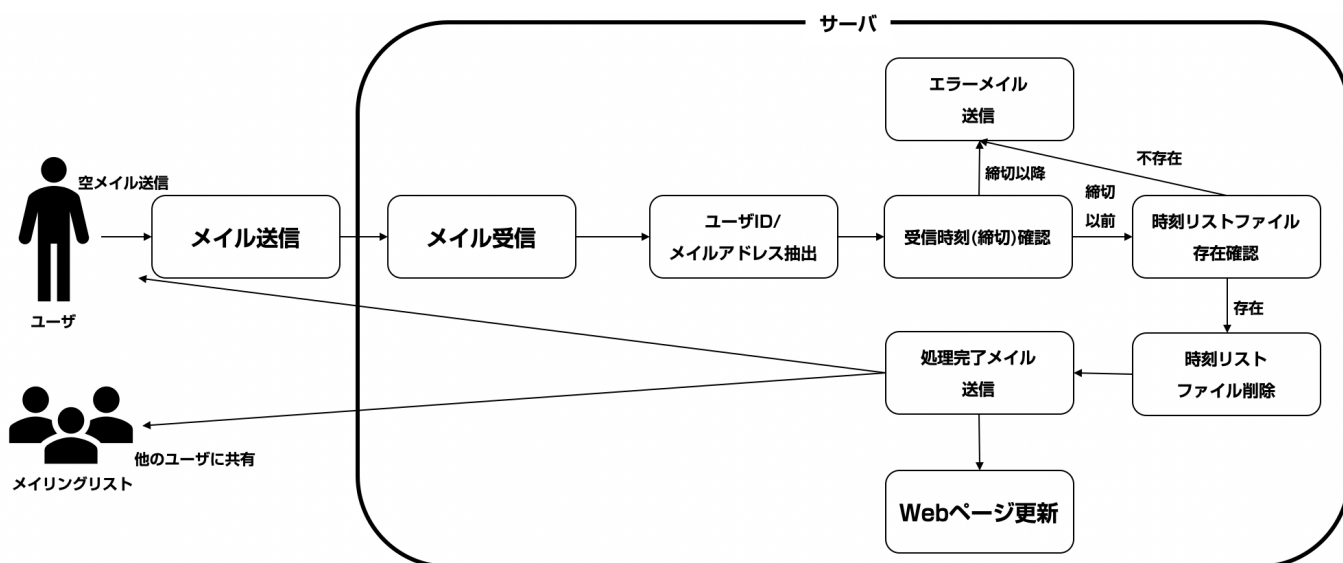 サーバ
エラーメイル
送信
不存在
締切以降
空メイル送信
メイル送信
メイル受信
ユーザID/
メイルアドレス抽出
受信時刻(締切)確認
締切
以前
時刻リストファイル
存在確認
ユーザ
存在
処理完了メイル
送信
時刻リスト
ファイル削除
他のユーザに共有
メイリングリスト
Webページ更新